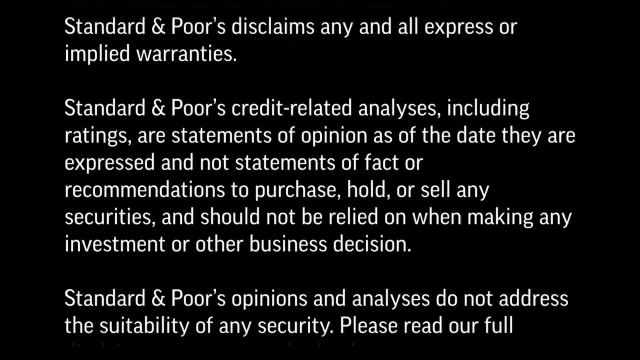 Standard & Poor's disclaims any and all express or
implied warranties.
Standard & Poor's credit-related analyses, including
ratings, are statements of opinion as of the date they are
expressed and not statements of fact or
recommendations to purchase, hold, or sell any
securities, and should not be relied on when making any
investment or other business decision.
Standard & Poor's opinions and analyses do not address
the suitability of any security. Please read our full